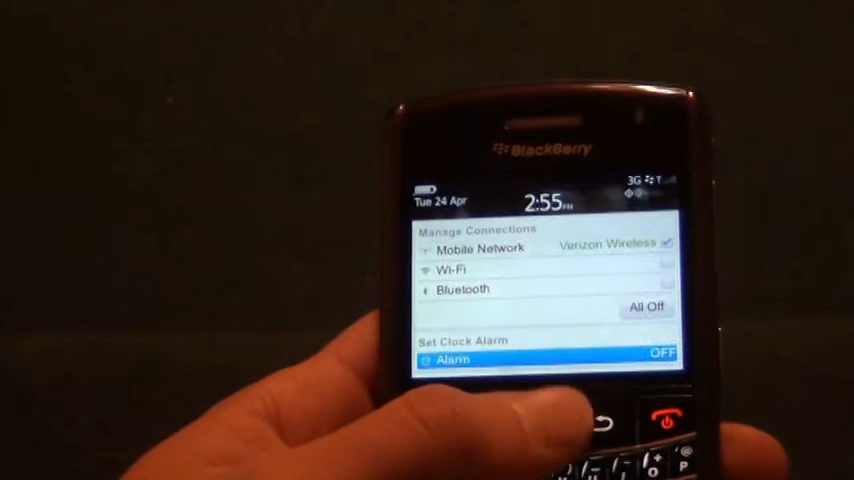 BlackBerry
3G
Tue 24 Apr 2:55PM
Manage Connections
Mobile Network Verizon Wireless
Wi-Fi
Bluetooth
All Off
Set Clock Alarm
Alarm OFF
@
P